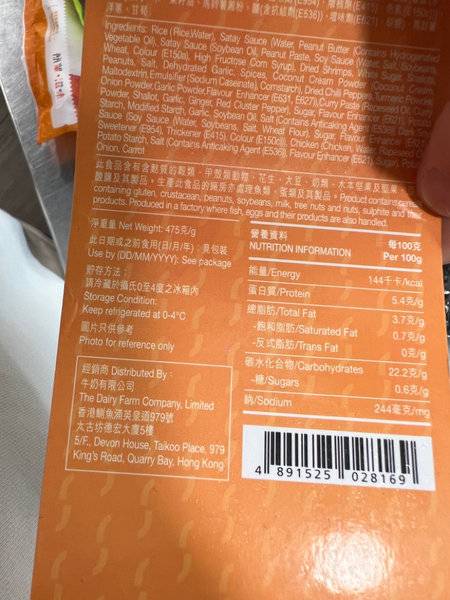 Ingredients: Rice (Rice,Water), Satay Sauce (Water, Peanut Butter (Contains Hydrogenated
Vegetable Oil), Satay Sauce (Soybean Oil, Peanut Paste, Soy Sauce (Water, Salt,
Wheat, Colour (E150a), High Fructose Corn Syrup), Dried Shrimps, White Sugar,
Peanuts, Salt, Dehydrated Garlic, Spices, Coconut Cream Powder (Coconut Cream,
Maltodextrin, Emulsifier (Sodium Caseinate), Cornstarch), Dried Chilli Pepper, Turmeric
Onion Powder, Garlic Powder, Flavour Enhancer (E631, E627)), Curry Paste
Powder, Shallot, Garlic, Ginger, Red Cluster Pepper), Sugar, Flavour Enhancer
Starch, Modified Starch, Garlic, Soybean Oil, Salt (Contains Anticaking Agent (E536)), Dark Soy
Sauce (Soy Sauce (Water, Soybeans, Salt, Wheat Flour), Sugar, Flavour Enhancer
Sweetener (E954), Thickener (E415), Colour (E150c)), Chicken (Chicken, Water,
Potato Starch, Salt (Contains Anticaking Agent (E536)), Flavour Enhancer (E621), Sugar),
Onion, Carrot
此食品含有含麩質的穀類、甲殼類動物、花生、大豆、奶類、木本堅果及
酸鹽及其製品。生產此食品的廠房亦處理魚類、蛋類及其製品。Product contains cereals
containing gluten, crustacean, peanuts, soybeans, milk, tree nuts and nuts, sulphite and
products. Produced in a factory where fish, eggs and their products are also handled.
淨重量 Net Weight: 475克/g
此日期或之前食用(日/月/年)：見包裝
Use by (DD/MM/YYYY): See package
貯存方法：
請冷藏於攝氏0至4度之冰箱內
Storage Condition:
Keep refrigerated at 0-4°C
圖片只供參考
Photo for reference only
經銷商 Distributed By：
牛奶有限公司
The Dairy Farm Company, Limited
香港鰂魚涌英皇道979號
太古坊德宏大廈5樓
5/F., Devon House, Taikoo Place, 979
King's Road, Quarry Bay, Hong Kong
營養資料 每100克
NUTRITION INFORMATION Per 100g
能量/Energy 144千卡/kcal
蛋白質/Protein 5.4克/g
總脂肪/Total Fat 3.7克/g
-飽和脂肪/Saturated Fat 0.7克/g
-反式脂肪/Trans Fat 0克/g
碳水化合物/Carbohydrates 22.2克/g
-糖/Sugars 0.6克/g
鈉/Sodium 244毫克/mg
4 891525 028169